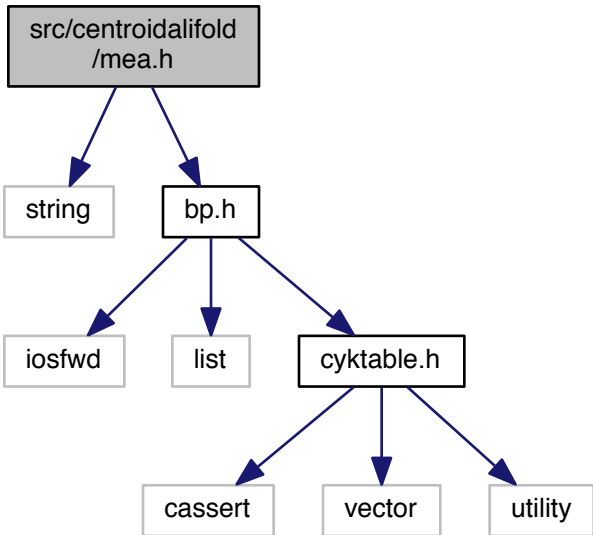 src/centroidalifold
/mea.h
string
bp.h
iosfwd
list
cyktable.h
cassert
vector
utility